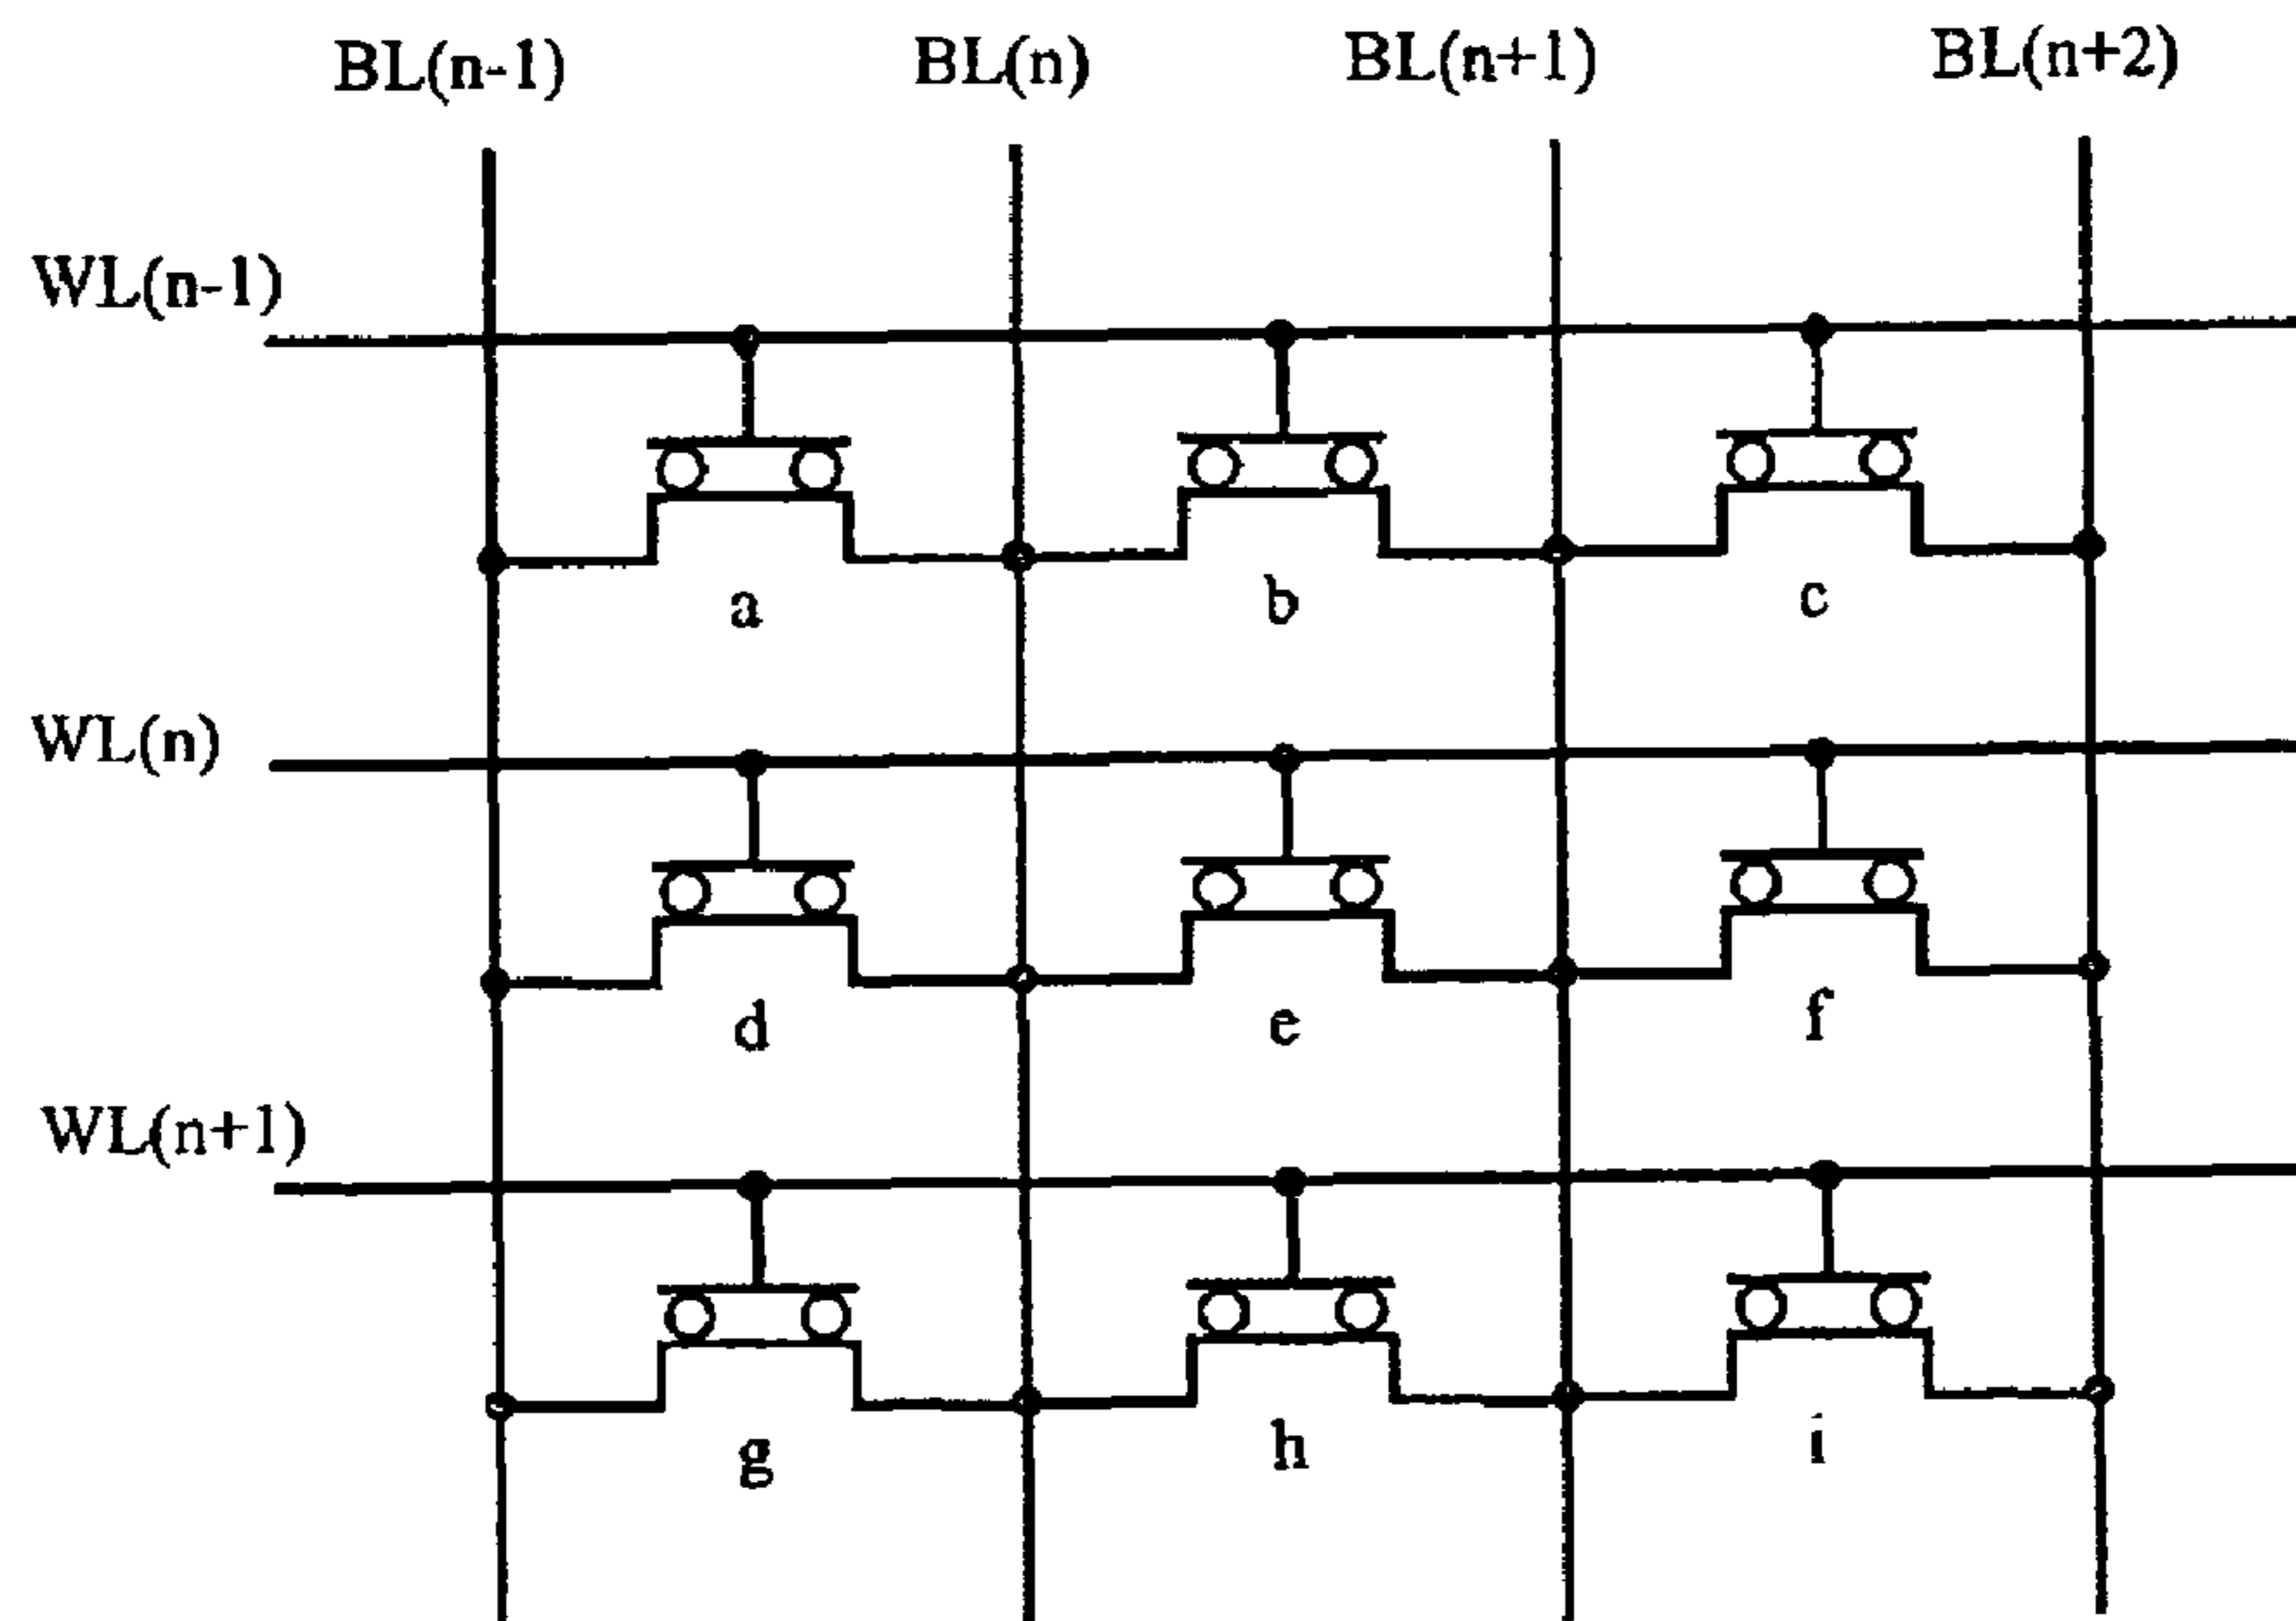 BL(n-1) BL(n) BL(n+1) BL(n+2)
WL(n-1)
a b c
WL(n)
d e f
WL(n+1)
g h i